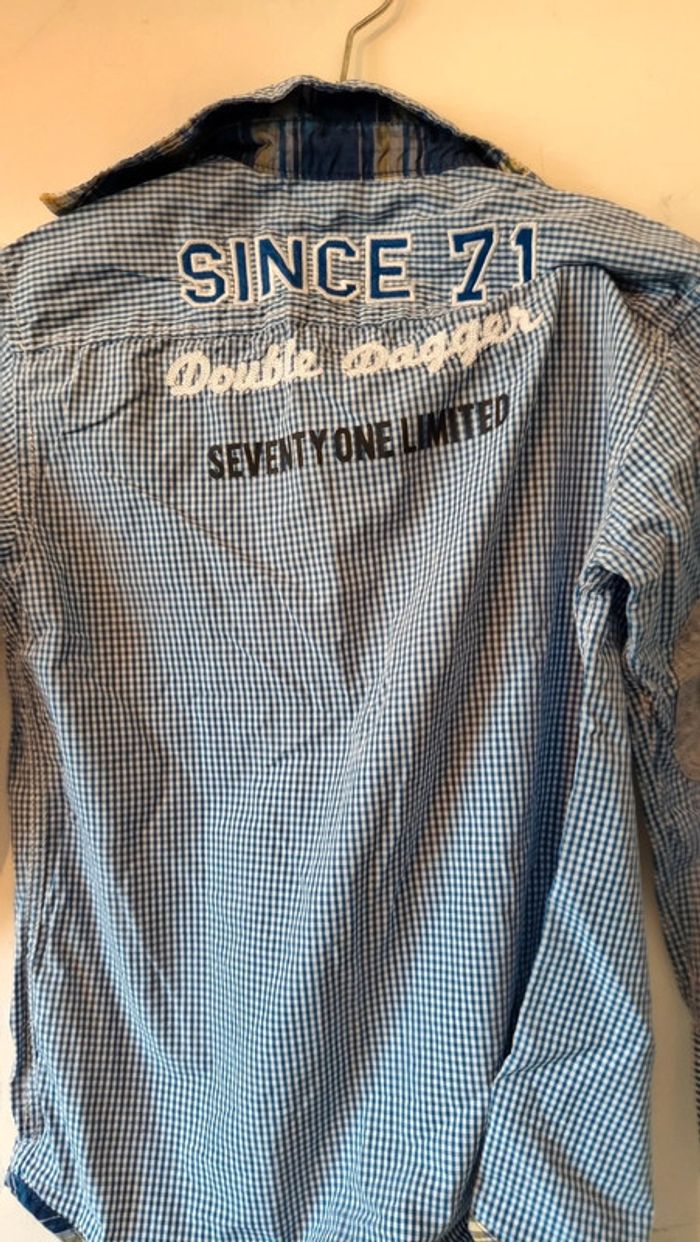 SINCE 71
Double Dagger
SEVENTY ONE LIMITED